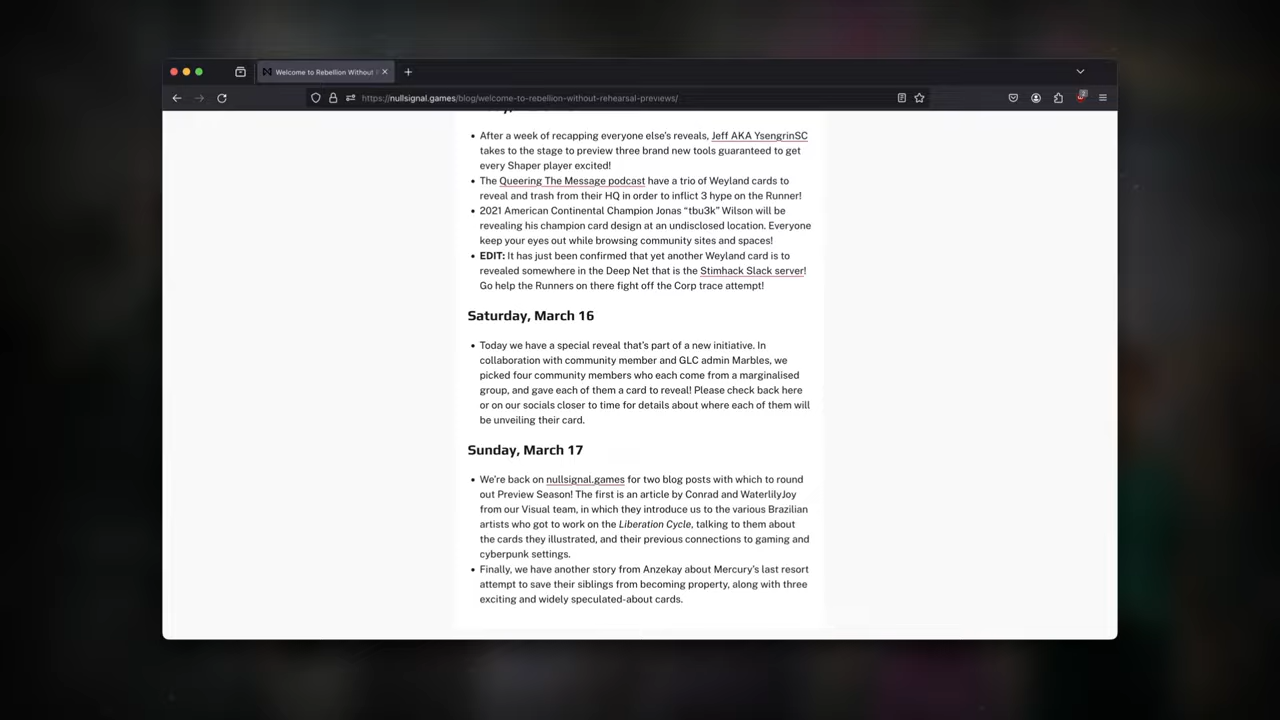 Welcome to Rebellion Without
https://nullsignal.games/blog/welcome-to-rebellion-without-rehearsal-previews/
• After a week of recapping everyone else's reveals, Jeff AKA YsengrinSC
takes to the stage to preview three brand new tools guaranteed to get
every Shaper player excited!
• The Queering The Message podcast have a trio of Weyland cards to
reveal and trash from their HQ in order to inflict 3 hype on the Runner!
• 2021 American Continental Champion Jonas “tbu3k” Wilson will be
revealing his champion card design at an undisclosed location. Everyone
keep your eyes out while browsing community sites and spaces!
• EDIT: It has just been confirmed that yet another Weyland card is to
revealed somewhere in the Deep Net that is the Stimhack Slack server!
Go help the Runners on there fight off the Corp trace attempt!
Saturday, March 16
• Today we have a special reveal that's part of a new initiative. In
collaboration with community member and GLC admin Marbles, we
picked four community members who each come from a marginalised
group, and gave each of them a card to reveal! Please check back here
or on our socials closer to time for details about where each of them will
be unveiling their card.
Sunday, March 17
• We're back on nullsignal.games for two blog posts with which to round
out Preview Season! The first is an article by Conrad and WaterlilyJoy
from our Visual team, in which they introduce us to the various Brazilian
artists who got to work on the Liberation Cycle, talking to them about
the cards they illustrated, and their previous connections to gaming and
cyberpunk settings.
• Finally, we have another story from Anzekay about Mercury's last resort
attempt to save their siblings from becoming property, along with three
exciting and widely speculated-about cards.